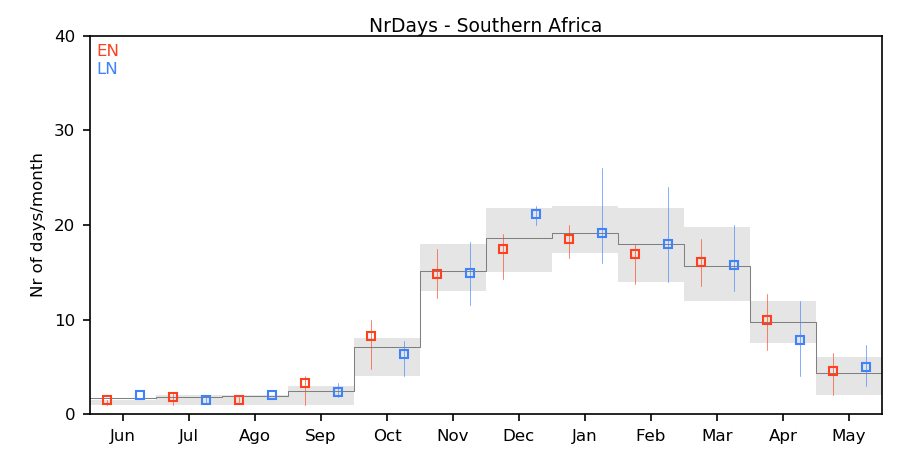 NrDays - Southern Africa
EN
LN
Nr of days/month
40
30
20
10
0
Jun Jul Ago Sep Oct Nov Dec Jan Feb Mar Apr May